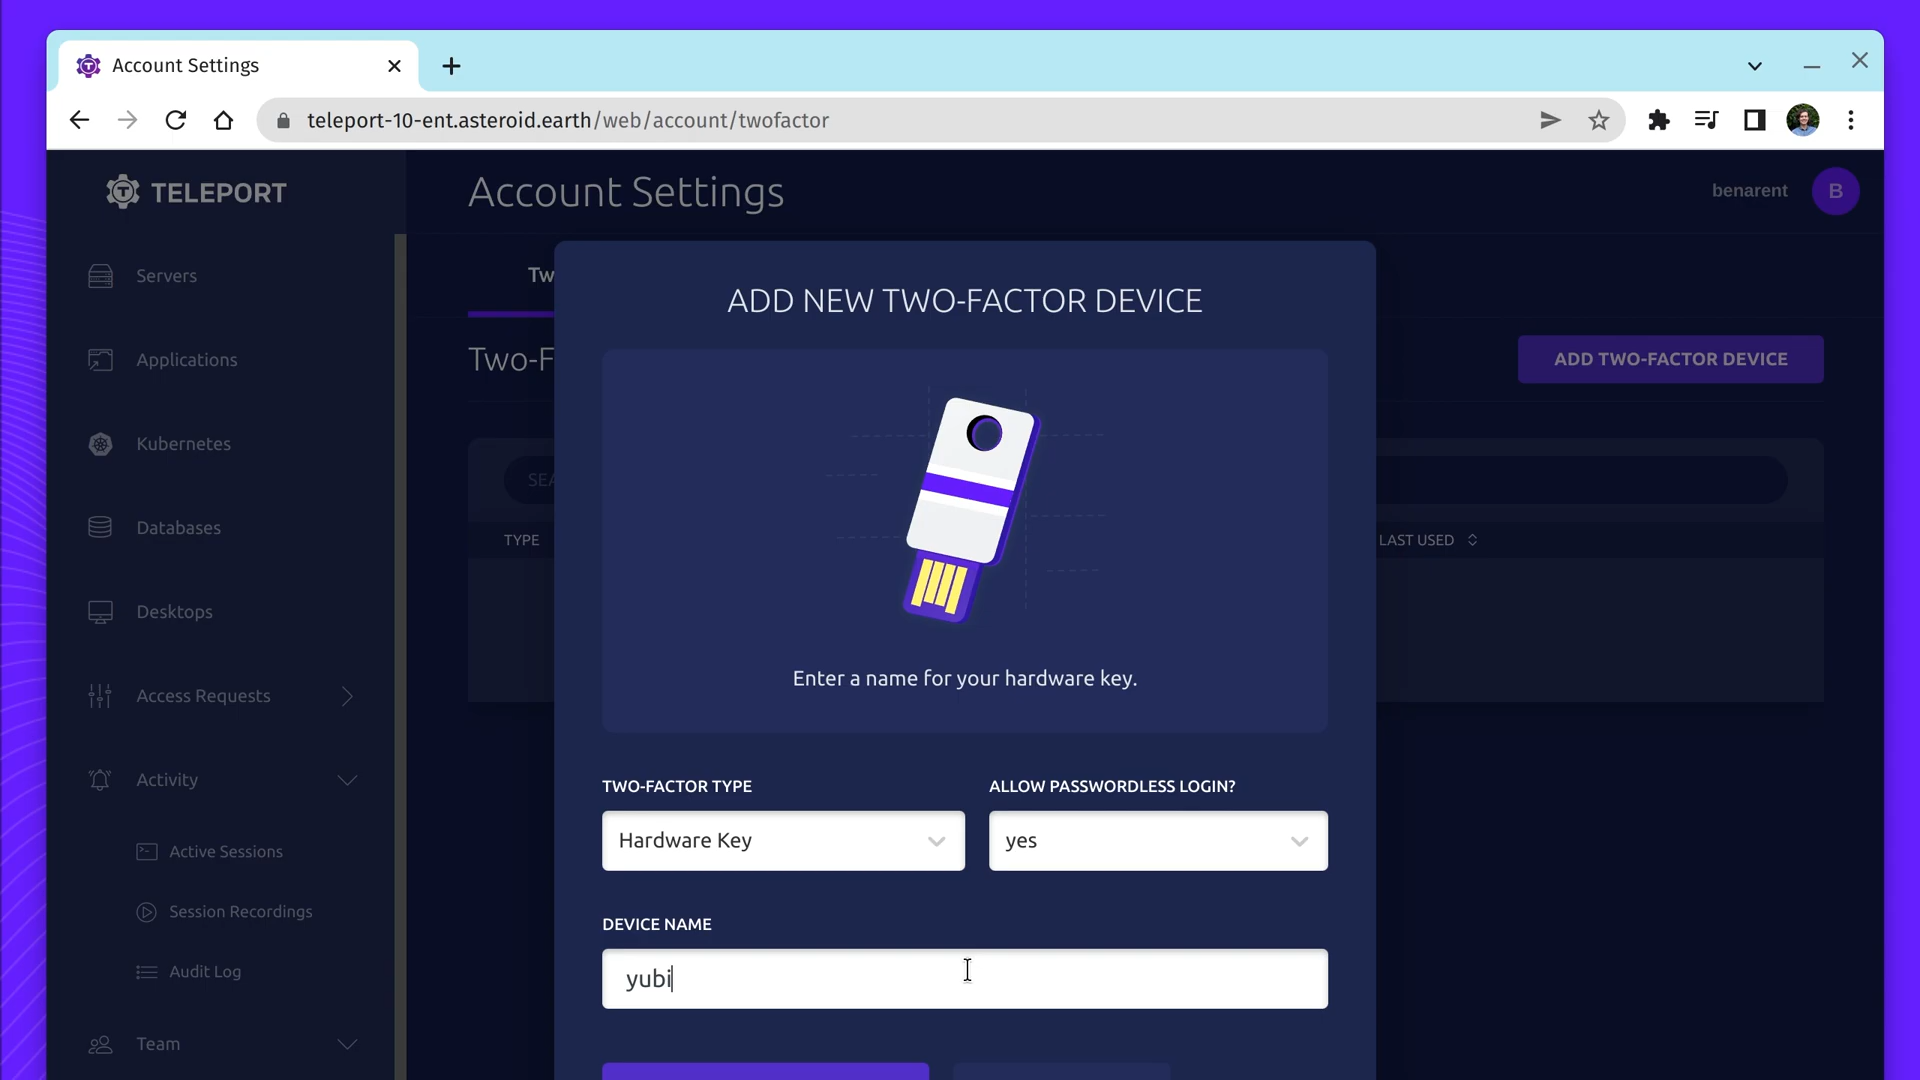 Account Settings
teleport-10-ent.asteroid.earth/web/account/twofactor
TELEPORT
Account Settings
benarent
B
Servers
Applications
Kubernetes
Databases
Desktops
Access Requests
Activity
Active Sessions
Session Recordings
Audit Log
Team
Tw
Two-F
ADD TWO-FACTOR DEVICE
SEA
TYPE
LAST USED
ADD NEW TWO-FACTOR DEVICE
Enter a name for your hardware key.
TWO-FACTOR TYPE
ALLOW PASSWORDLESS LOGIN?
Hardware Key
yes
DEVICE NAME
yubi